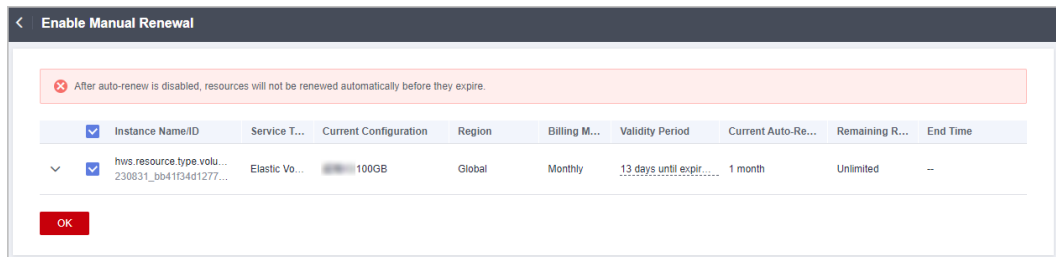 Enable Manual Renewal
After auto-renew is disabled, resources will not be renewed automatically before they expire.
Instance Name/ID Service T... Current Configuration Region Billing M... Validity Period Current Auto-Re... Remaining R... End Time
hws.resource.type.volu... Elastic Vo... 100GB Global Monthly 13 days until expir... 1 month Unlimited --
230831_bb41f34d1277...
OK